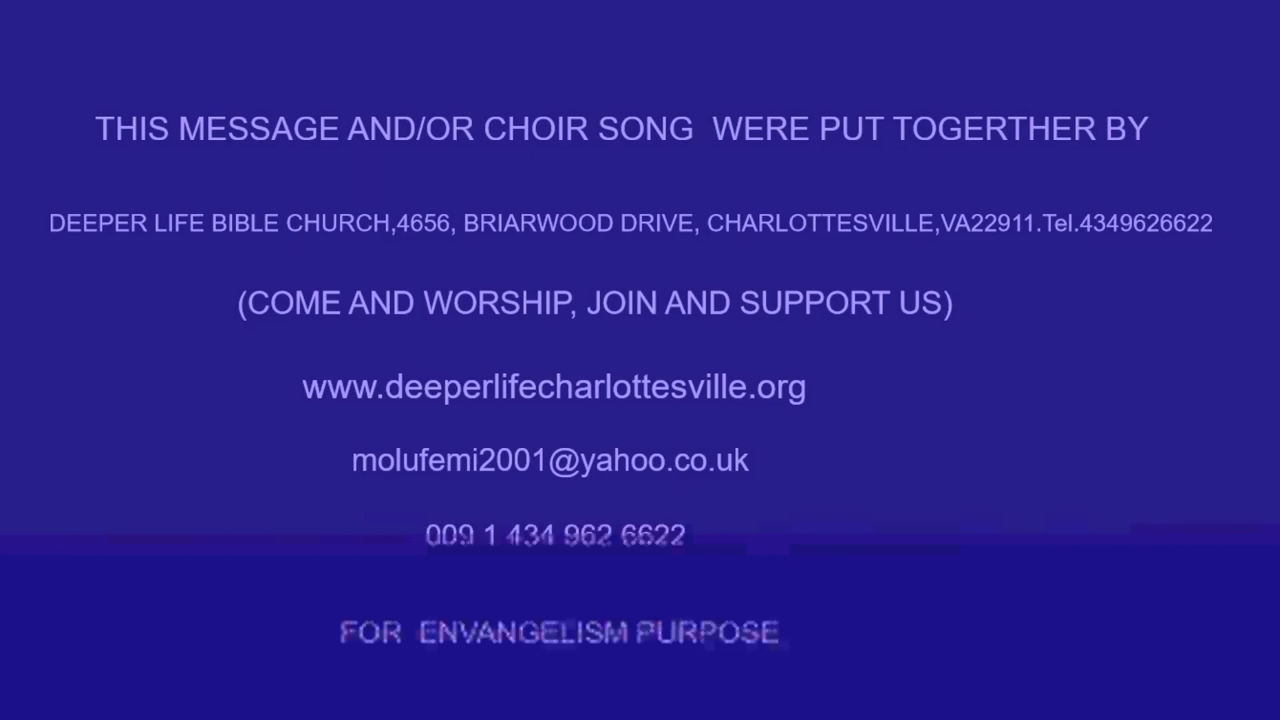 THIS MESSAGE AND/OR CHOIR SONG  WERE PUT TOGERTHER BY
DEEPER LIFE BIBLE CHURCH,4656, BRIARWOOD DRIVE, CHARLOTTESVILLE,VA22911.Tel.4349626622
(COME AND WORSHIP, JOIN AND SUPPORT US)
www.deeperlifecharlottesville.org
molufemi2001@yahoo.co.uk
009 1 434 962 6622
FOR  ENVANGELISM PURPOSE